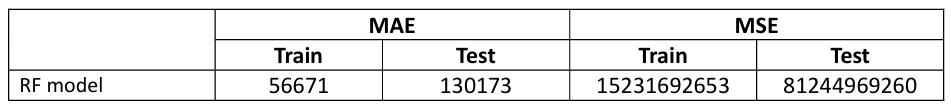 MAE MSE
Train Test Train Test
RF model 56671 130173 15231692653 81244969260